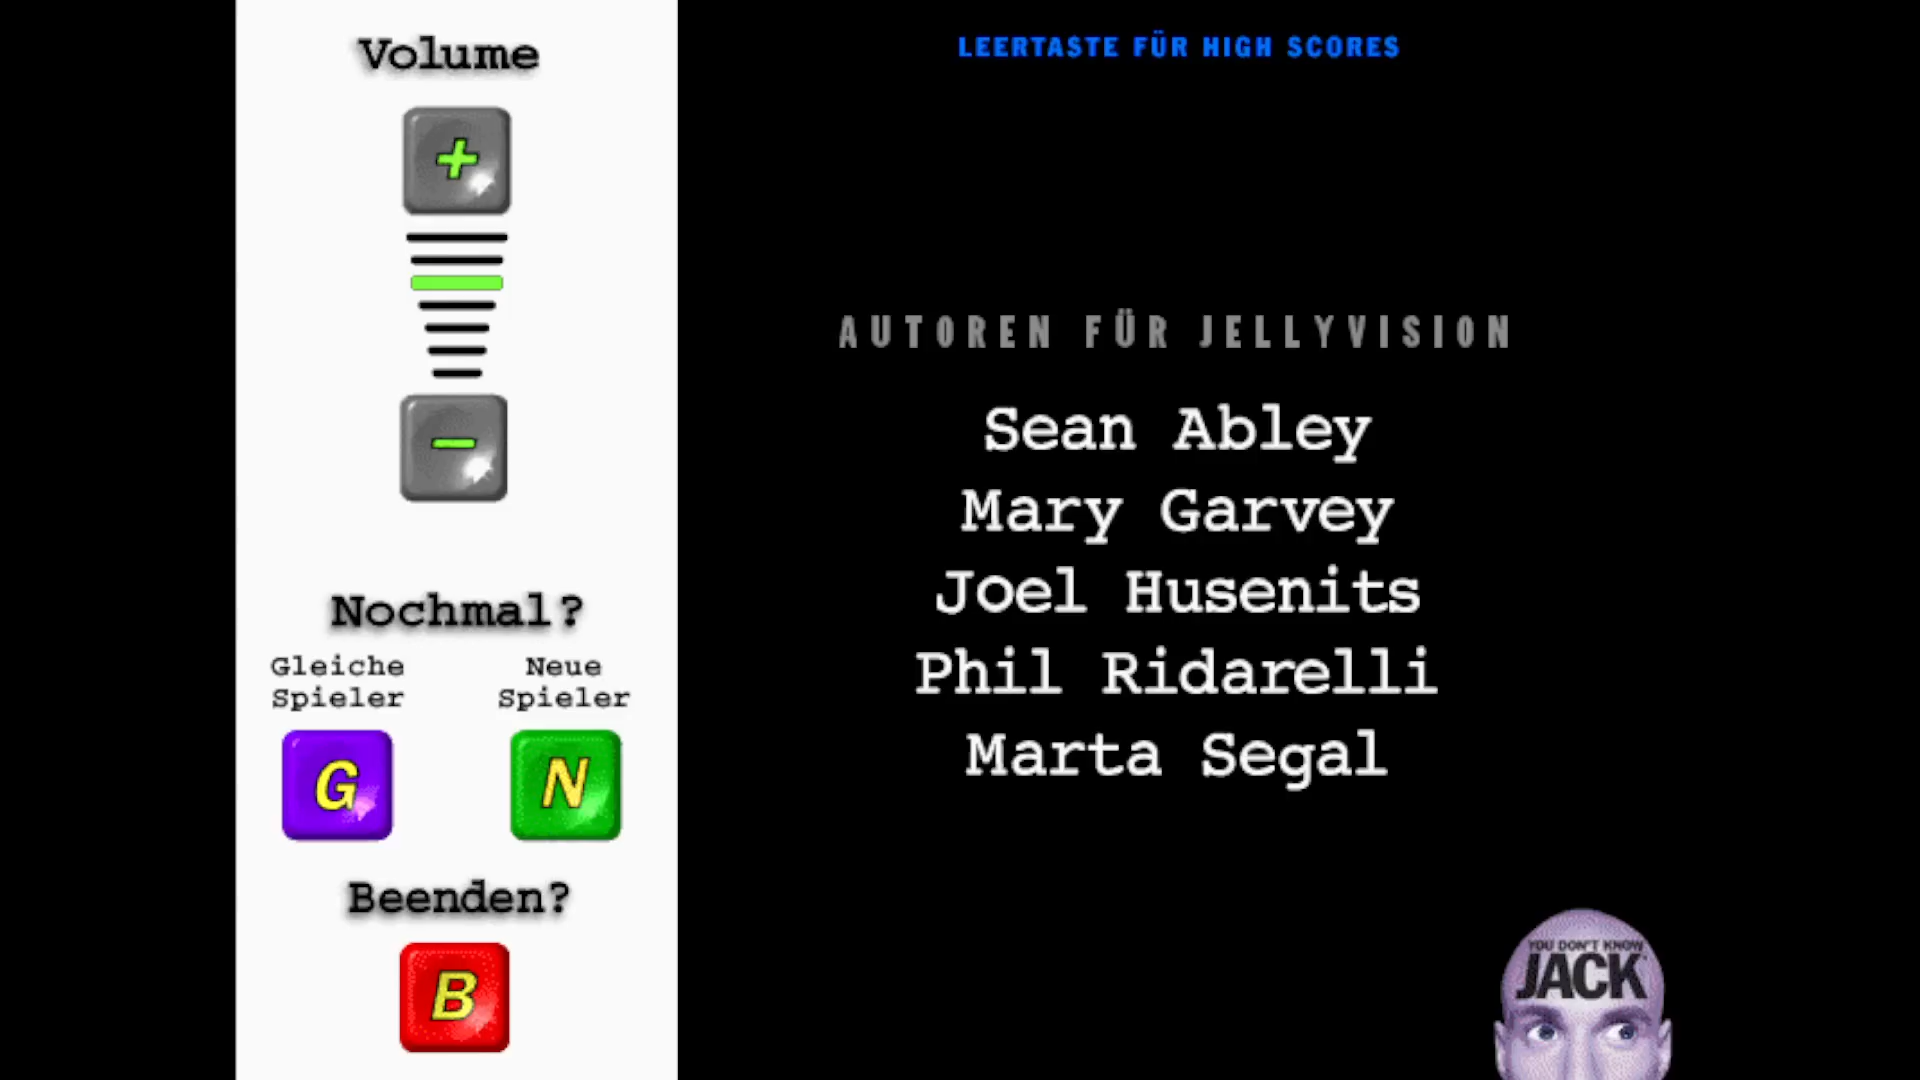 Volume
+
-
Nochmal?
Gleiche Spieler
Neue Spieler
G
N
Beenden?
B
LEERTASTE FÜR HIGH SCORES
AUTOREN FÜR JELLYVISION
Sean Abley
Mary Garvey
Joel Husenits
Phil Ridarelli
Marta Segal
YOU DON'T KNOW
JACK